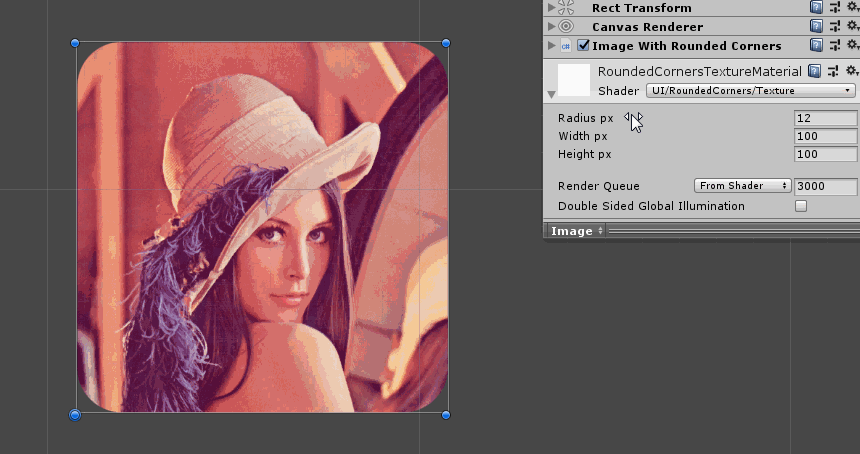 Rect Transform
Canvas Renderer
C#
Image With Rounded Corners
RoundedCornersTextureMaterial
Shader UI/RoundedCorners/Texture
Radius px 12
Width px 100
Height px 100
Render Queue From Shader 3000
Double Sided Global Illumination
Image